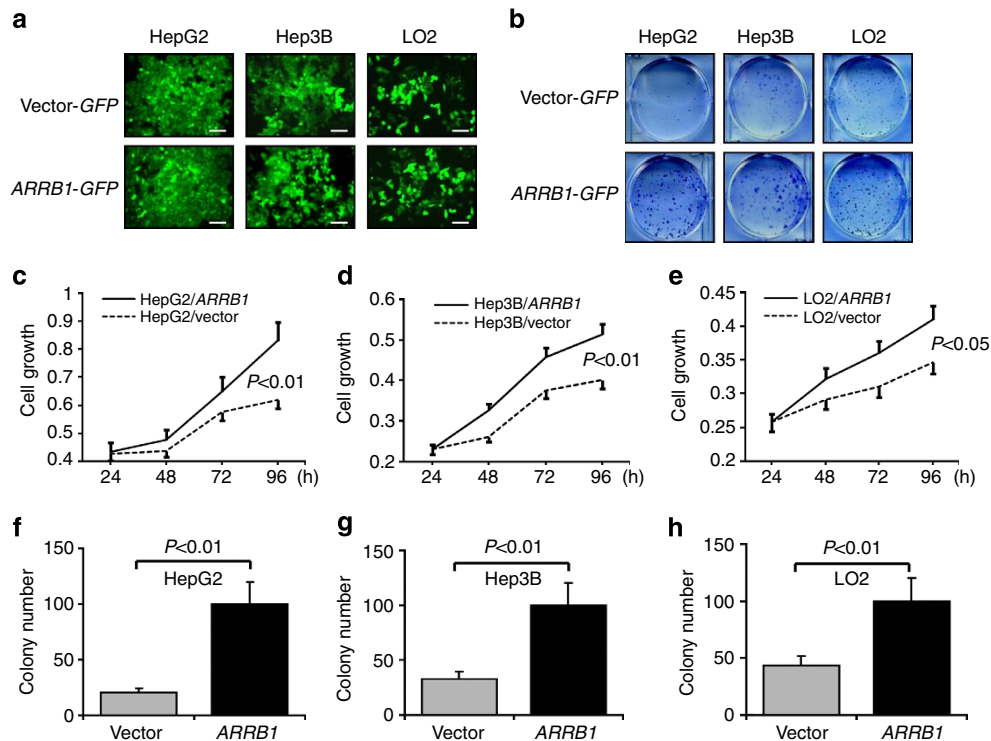 a
HepG2 Hep3B LO2
Vector-GFP
ARRB1-GFP
b
HepG2 Hep3B LO2
Vector-GFP
ARRB1-GFP
c
1
0.9
0.8
0.7
0.6
0.5
0.4
Cell growth
HepG2/ARRB1
HepG2/vector
P<0.01
24 48 72 96 (h)
d
0.6
0.5
0.4
0.3
0.2
Cell growth
Hep3B/ARRB1
Hep3B/vector
P<0.01
24 48 72 96 (h)
e
0.45
0.4
0.35
0.3
0.25
0.2
Cell growth
LO2/ARRB1
LO2/vector
P<0.05
24 48 72 96 (h)
f
150
100
50
0
Colony number
P<0.01
HepG2
Vector ARRB1
g
150
100
50
0
Colony number
P<0.01
Hep3B
Vector ARRB1
h
150
100
50
0
Colony number
P<0.01
LO2
Vector ARRB1